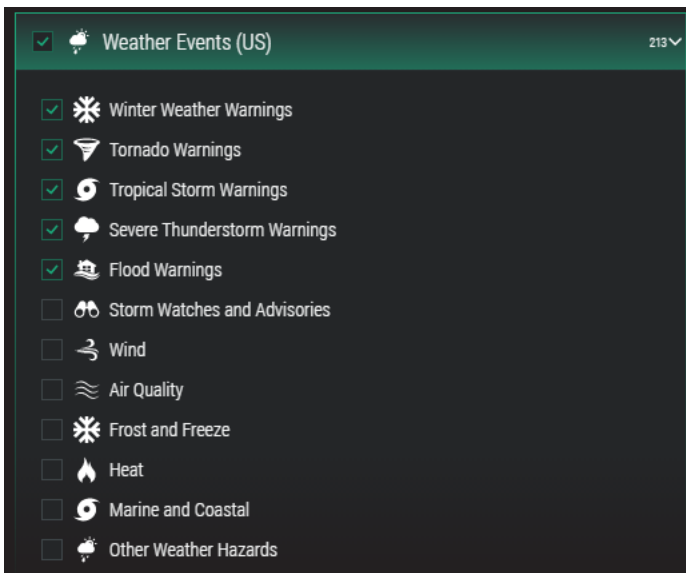 Weather Events (US) 213
Winter Weather Warnings
Tornado Warnings
Tropical Storm Warnings
Severe Thunderstorm Warnings
Flood Warnings
Storm Watches and Advisories
Wind
Air Quality
Frost and Freeze
Heat
Marine and Coastal
Other Weather Hazards